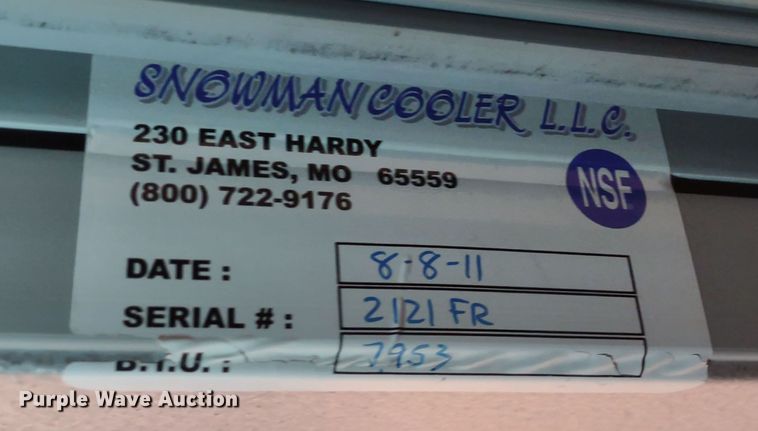 SNOWMAN COOLER L.L.C.
230 EAST HARDY
ST. JAMES, MO 65559
(800) 722-9176
NSF
DATE : 8-8-11
SERIAL # : 2121 FR
B.T.U. : 7953
Purple Wave Auction